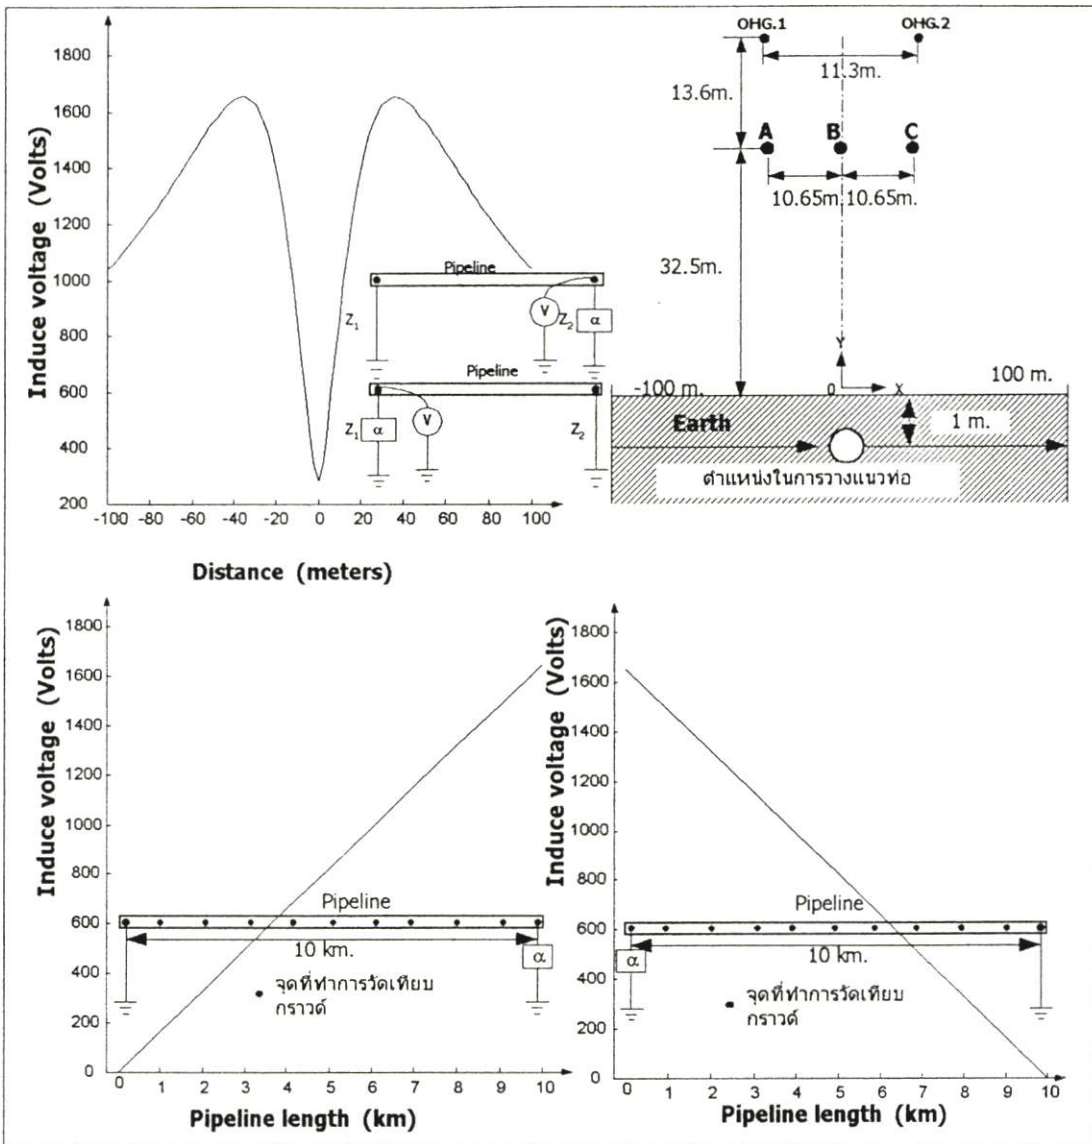 Induce voltage (Volts)
1800
1600
1400
1200
1000
800
600
400
200
-100 -80 -60 -40 -20 0 20 40 60 80 100
Distance (meters)
Pipeline
Z1
V
Z2
α
Pipeline
Z1
α
V
Z2
OHG.1
OHG.2
11.3m.
13.6m.
A
B
C
10.65m.
10.65m.
32.5m.
Y
-100 m.
0
X
100 m.
Earth
1 m.
ตำแหน่งในการวางแนวท่อ
Induce voltage (Volts)
1800
1600
1400
1200
1000
800
600
400
200
0
Pipeline
10 km.
α
จุดที่ทำการวัดเทียบ
กราวด์
0 1 2 3 4 5 6 7 8 9 10
Pipeline length (km)
Induce voltage (Volts)
1800
1600
1400
1200
1000
800
600
400
200
0
Pipeline
10 km.
α
จุดที่ทำการวัดเทียบ
กราวด์
0 1 2 3 4 5 6 7 8 9 10
Pipeline length (km)